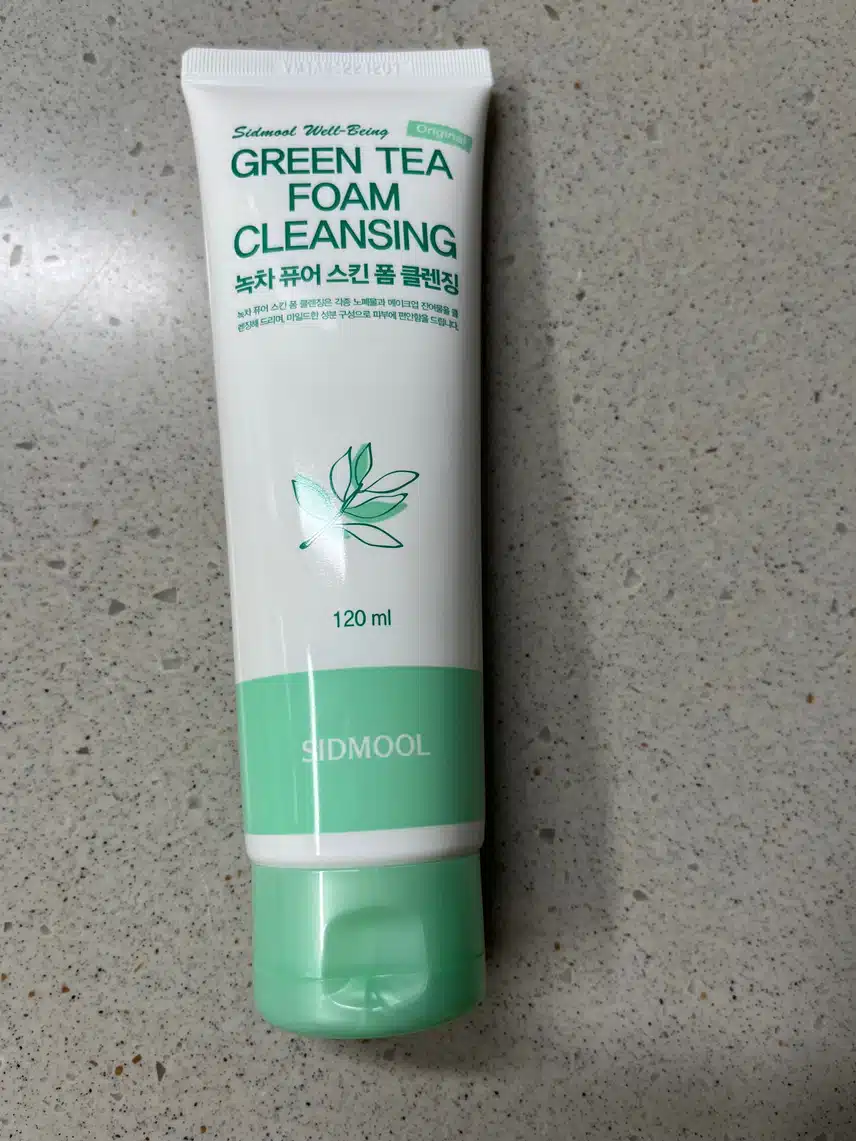 Sidmool Well-Being
Original
GREEN TEA
FOAM
CLEANSING
녹차 퓨어 스킨 폼 클렌징
녹차 퓨어 스킨 폼 클렌징은 각종 노폐물과 메이크업 잔여물을 클
렌징해 드리며, 마일드한 성분 구성으로 피부에 편안함을 드립니다.
120 ml
SIDMOOL